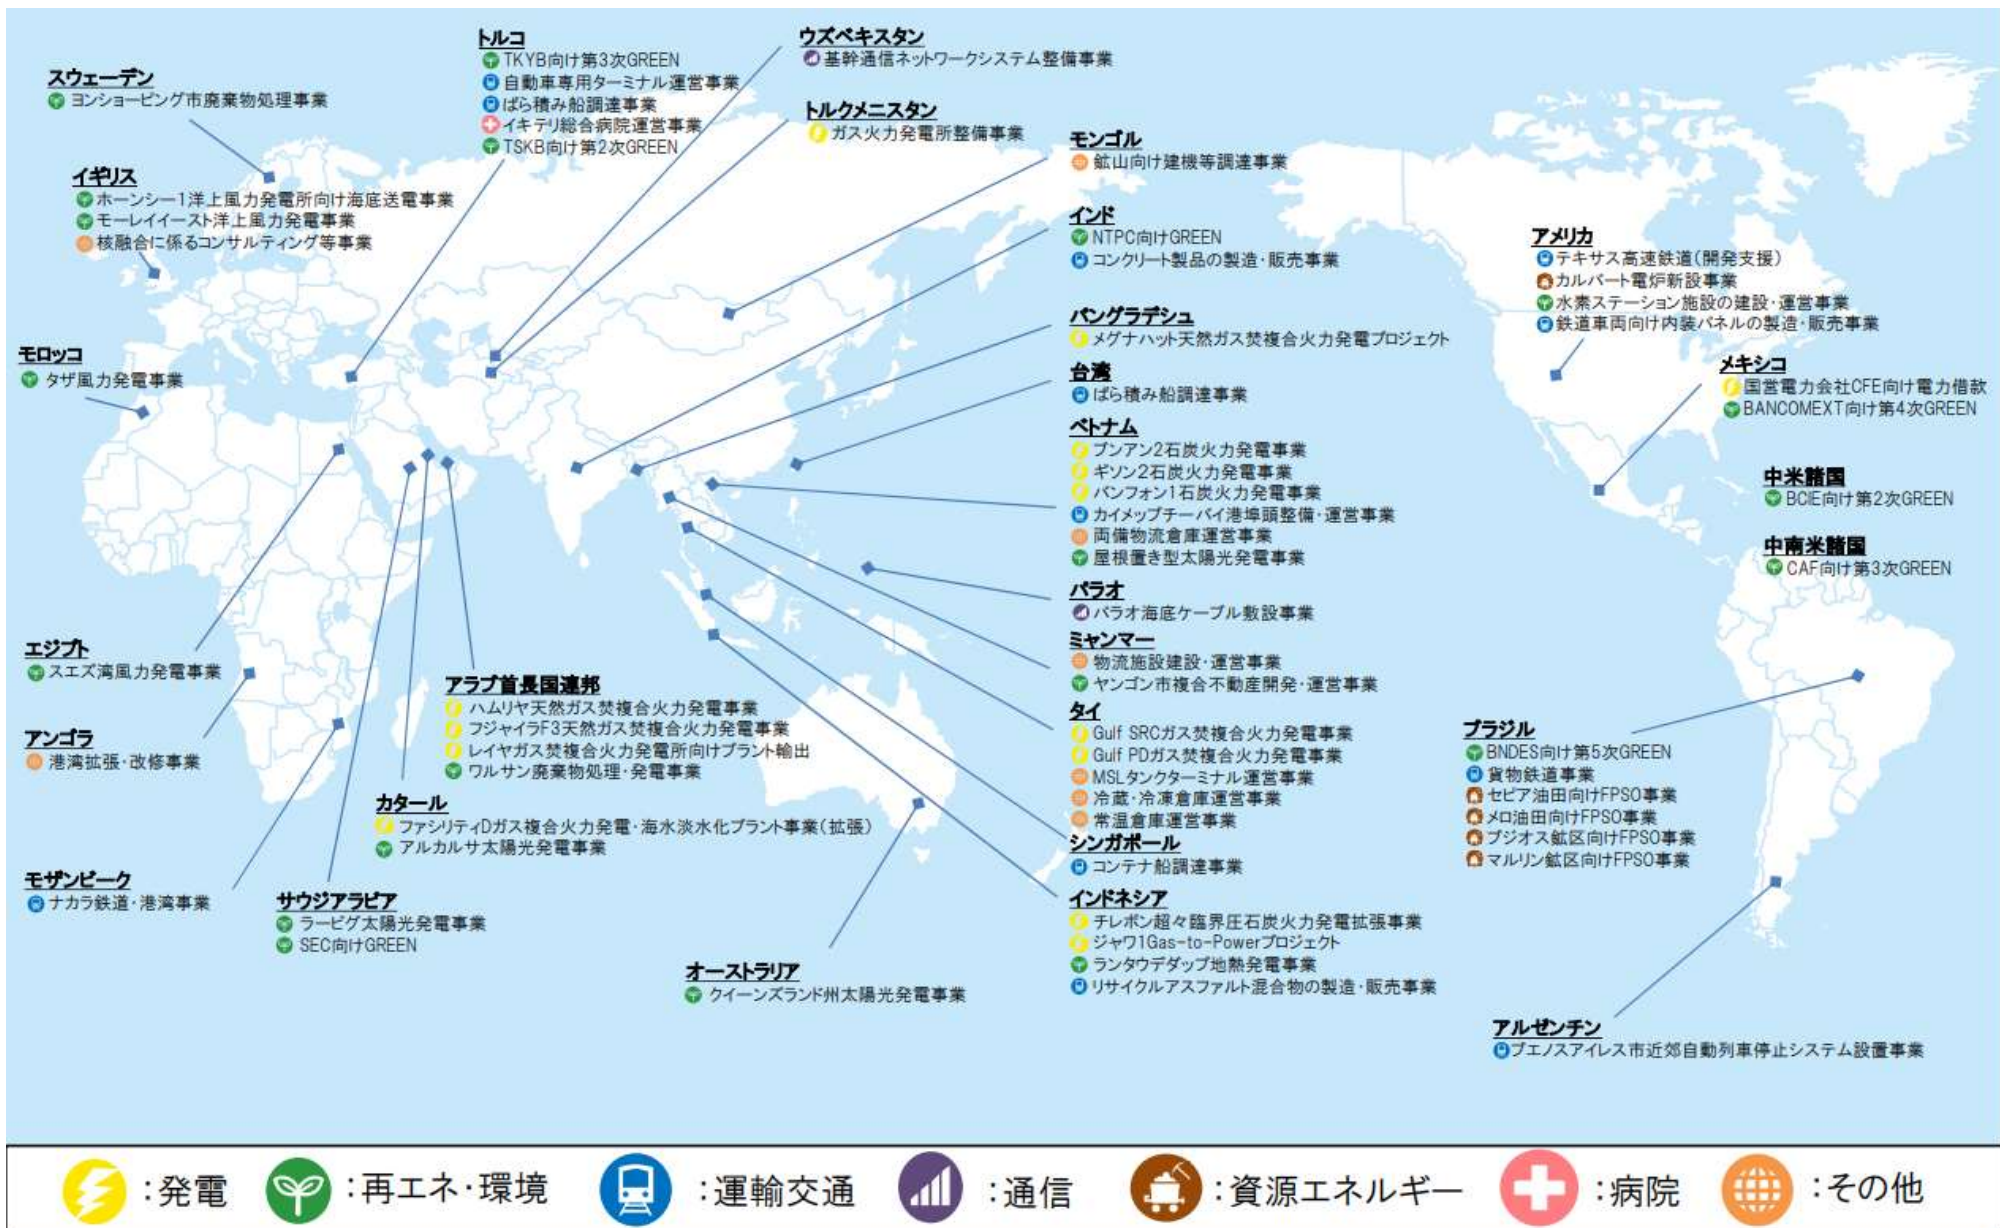 スウェーデン
ヨンショーピング市廃棄物処理事業
イギリス
ホーンシー1洋上風力発電所向け海底送電事業
モーレイイースト洋上風力発電事業
核融合に係るコンサルティング等事業
トルコ
TKYB向け第3次GREEN
自動車専用ターミナル運営事業
ばら積み船調達事業
イキテリ総合病院運営事業
TSKB向け第2次GREEN
ウズベキスタン
基幹通信ネットワークシステム整備事業
トルクメニスタン
ガス火力発電所整備事業
モンゴル
鉱山向け建機等調達事業
インド
NTPC向けGREEN
コンクリート製品の製造・販売事業
バングラデシュ
メグナハット天然ガス焚複合火力発電プロジェクト
台湾
ばら積み船調達事業
ベトナム
ブンアン2石炭火力発電事業
ギソン2石炭火力発電事業
バンフォン1石炭火力発電事業
カイメップチーバイ港埠頭整備・運営事業
両備物流倉庫運営事業
屋根置き型太陽光発電事業
パラオ
パラオ海底ケーブル敷設事業
ミャンマー
物流施設建設・運営事業
ヤンゴン市複合不動産開発・運営事業
タイ
Gulf SRCガス焚複合火力発電事業
Gulf PDガス焚複合火力発電事業
MSLタンクターミナル運営事業
冷蔵・冷凍倉庫運営事業
常温倉庫運営事業
シンガポール
コンテナ船調達事業
インドネシア
チレボン超々臨界圧石炭火力発電拡張事業
ジャワ1Gas-to-Powerプロジェクト
ランタウデダップ地熱発電事業
リサイクルアスファルト混合物の製造・販売事業
モロッコ
タザ風力発電事業
エジプト
スエズ湾風力発電事業
アンゴラ
港湾拡張・改修事業
モザンビーク
ナカラ鉄道・港湾事業
アラブ首長国連邦
ハムリヤ天然ガス焚複合火力発電事業
フジャイラF3天然ガス焚複合火力発電事業
レイヤガス焚複合火力発電所向けプラント輸出
ワルサン廃棄物処理・発電事業
カタール
ファシリティDガス複合火力発電・海水淡水化プラント事業(拡張)
アルカルサ太陽光発電事業
サウジアラビア
ラービグ太陽光発電事業
SEC向けGREEN
オーストラリア
クイーンズランド州太陽光発電事業
アメリカ
テキサス高速鉄道(開発支援)
カルバート電炉新設事業
水素ステーション施設の建設・運営事業
鉄道車両向け内装パネルの製造・販売事業
メキシコ
国営電力会社CFE向け電力借款
BANCOMEXT向け第4次GREEN
中米諸国
BCIE向け第2次GREEN
中南米諸国
CAF向け第3次GREEN
ブラジル
BNDES向け第5次GREEN
貨物鉄道事業
セピア油田向けFPSO事業
メロ油田向けFPSO事業
ブジオス鉱区向けFPSO事業
マルリン鉱区向けFPSO事業
アルゼンチン
ブエノスアイレス市近郊自動列車停止システム設置事業
:発電
:再エネ・環境
:運輸交通
:通信
:資源エネルギー
:病院
:その他